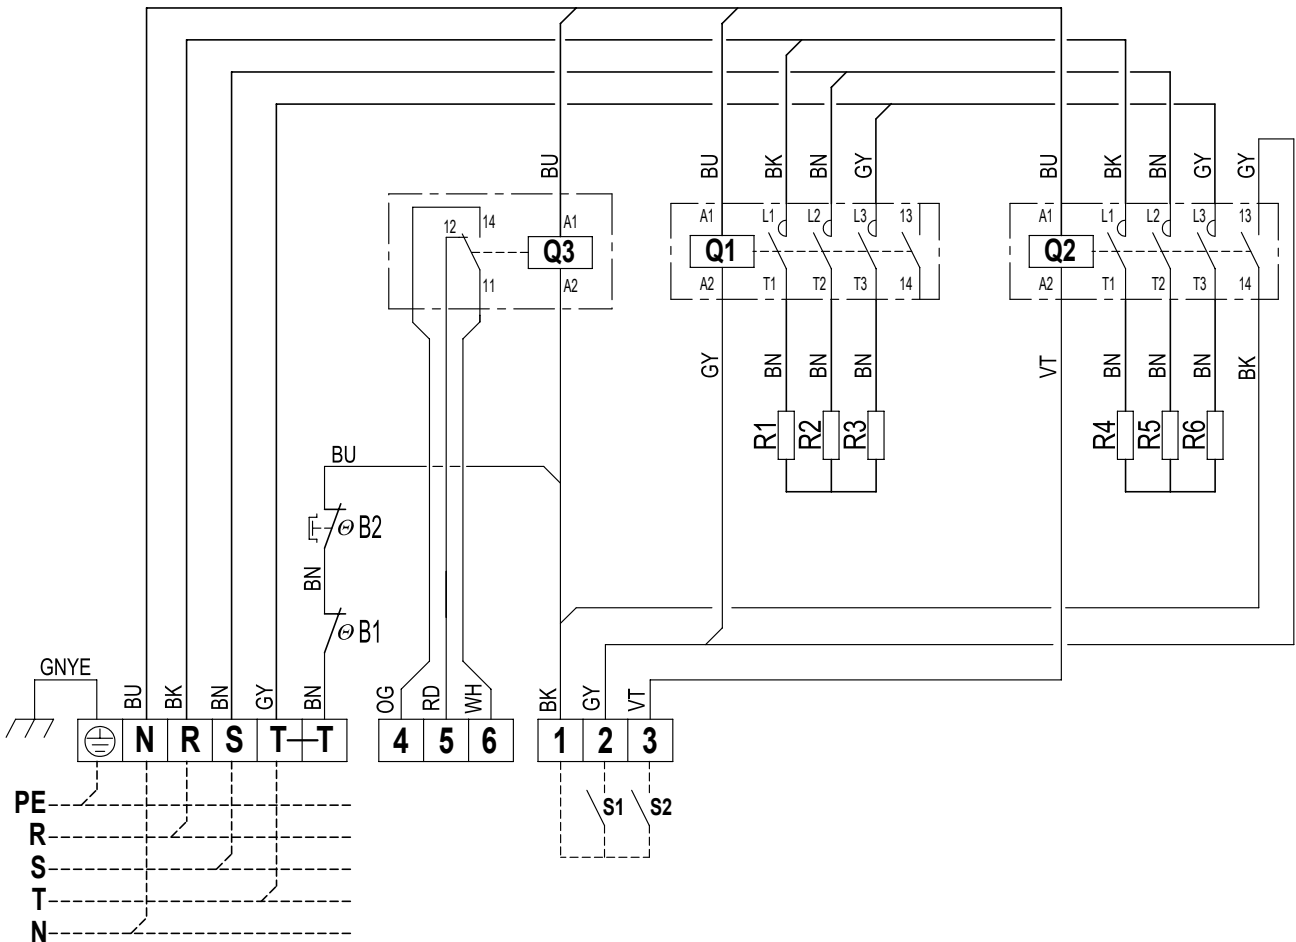 BU
BU
BK
BN
GY
BU
BK
BN
GY
GY
12
14
A1
Q3
11
A2
A1
L1
L2
L3
13
Q1
A2
T1
T2
T3
14
A1
L1
L2
L3
13
Q2
A2
T1
T2
T3
14
GY
BN
BN
BN
VT
BN
BN
BN
BK
R1
R2
R3
R4
R5
R6
BU
Θ B2
BN
Θ B1
GNYE
BU
BK
BN
GY
BN
OG
RD
WH
BK
GY
VT
N
R
S
T
T
4
5
6
1
2
3
S1
S2
PE
R
S
T
N